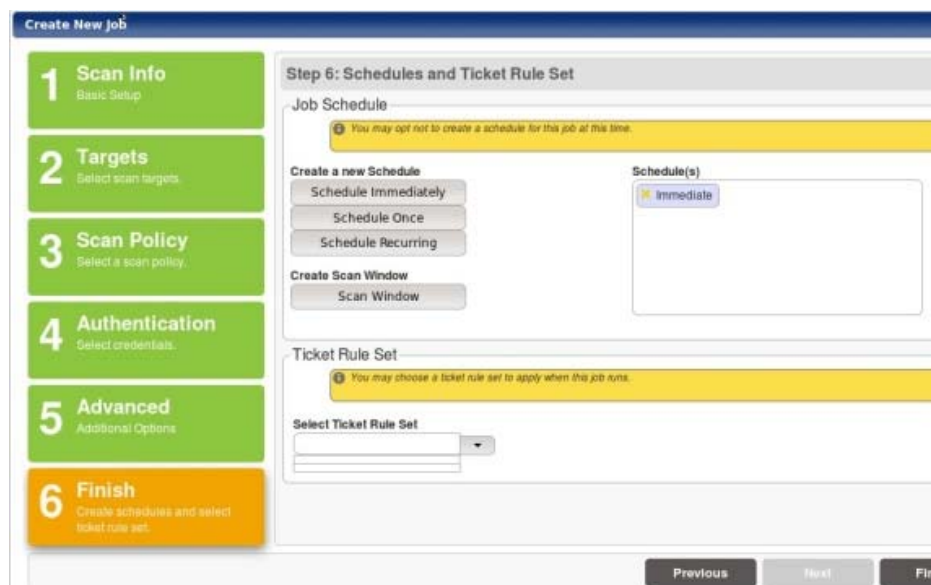 Create New Job
1 Scan Info
Basic Setup
2 Targets
Select scan targets.
3 Scan Policy
Select a scan policy.
4 Authentication
Select credentials.
5 Advanced
Additional Options
6 Finish
Create schedules and select
ticket rule set.
Step 6: Schedules and Ticket Rule Set
Job Schedule
You may opt not to create a schedule for this job at this time.
Create a new Schedule
Schedule Immediately
Schedule Once
Schedule Recurring
Create Scan Window
Scan Window
Schedule(s)
Immediate
Ticket Rule Set
You may choose a ticket rule set to apply when this job runs.
Select Ticket Rule Set
Previous
Next